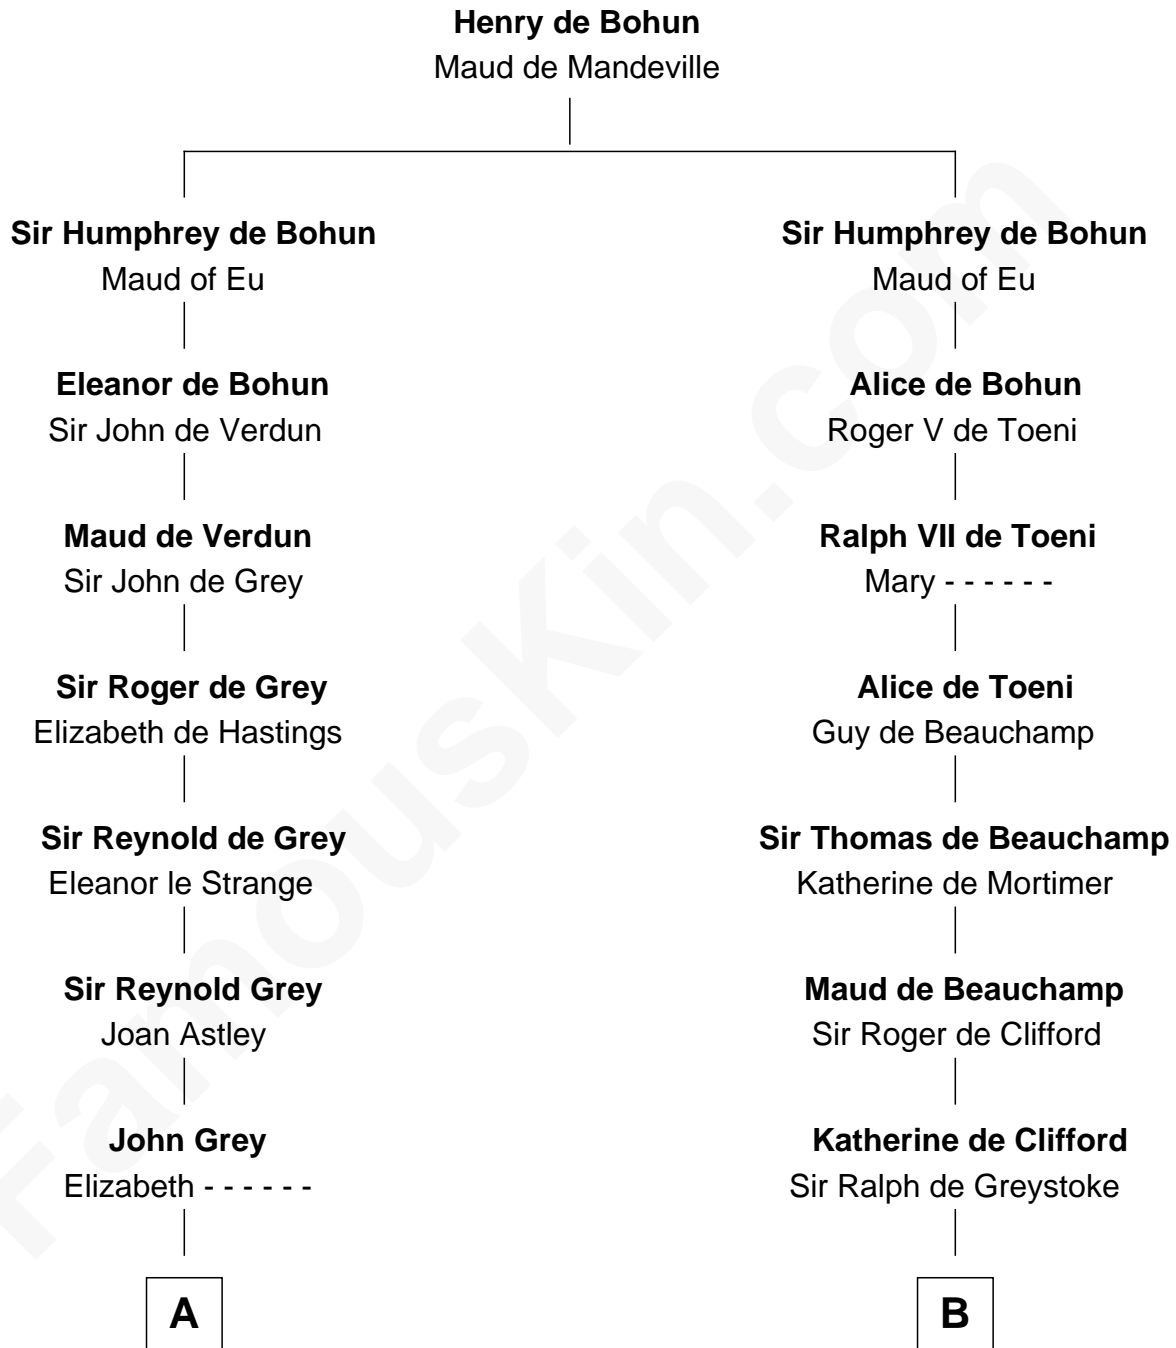 Henry de Bohun
Maud de Mandeville
Sir Humphrey de Bohun
Maud of Eu
Eleanor de Bohun
Sir John de Verdun
Maud de Verdun
Sir John de Grey
Sir Roger de Grey
Elizabeth de Hastings
Sir Reynold de Grey
Eleanor le Strange
Sir Reynold Grey
Joan Astley
John Grey
Elizabeth - - - - - -
A
Sir Humphrey de Bohun
Maud of Eu
Alice de Bohun
Roger V de Toeni
Ralph VII de Toeni
Mary - - - - - -
Alice de Toeni
Guy de Beauchamp
Sir Thomas de Beauchamp
Katherine de Mortimer
Maud de Beauchamp
Sir Roger de Clifford
Katherine de Clifford
Sir Ralph de Greystoke
B
FamousKin.com